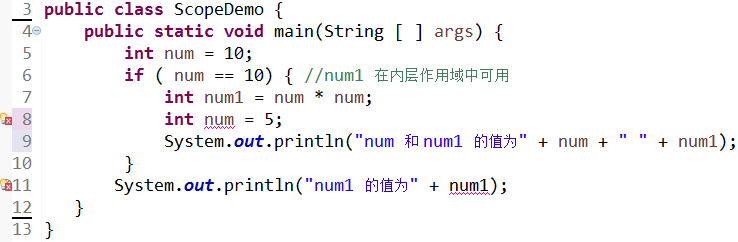 3 public class ScopeDemo {
4 public static void main(String [ ] args) {
5 int num = 10;
6 if ( num == 10) { //num1 在内层作用域中可用
7 int num1 = num * num;
8 int num = 5;
9 System.out.println("num 和 num1 的值为" + num + " " + num1);
10 }
11 System.out.println("num1 的值为" + num1);
12 }
13 }